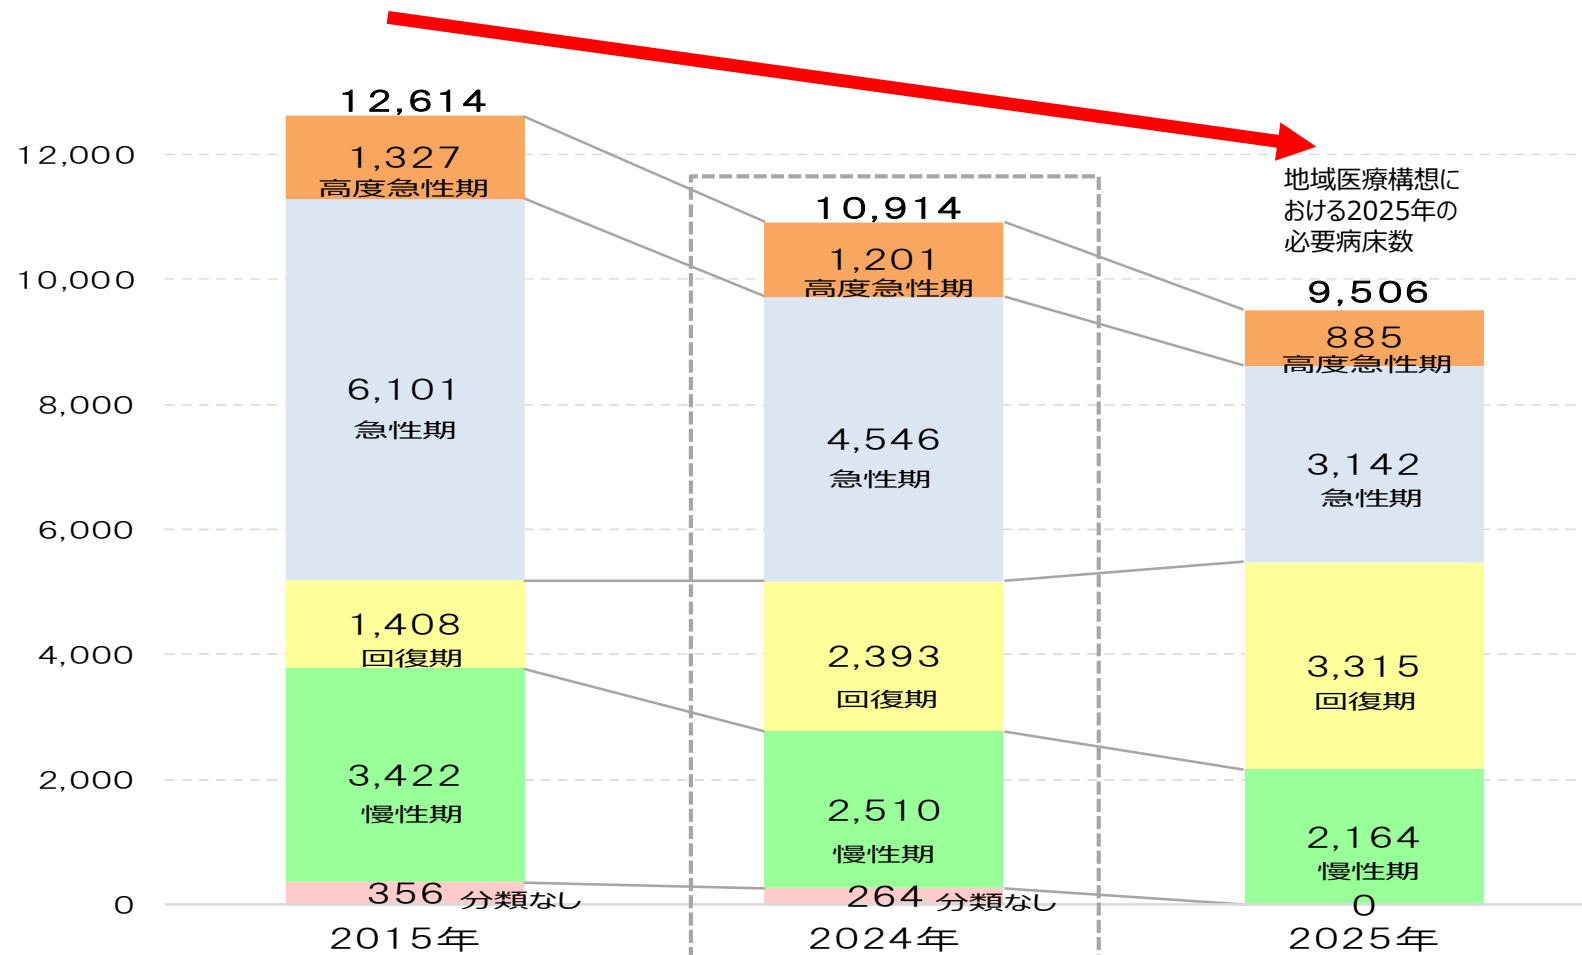 12,614
12,000
1,327
高度急性期
地域医療構想に
おける2025年の
必要病床数
10,914
1,201
高度急性期
10,000
9,506
885
高度急性期
8,000
6,101
急性期
4,546
急性期
3,142
急性期
6,000
1,408
回復期
4,000
2,393
回復期
3,315
回復期
2,000
3,422
慢性期
2,510
慢性期
2,164
慢性期
0
356 分類なし
264 分類なし
0
2015年
2024年
2025年